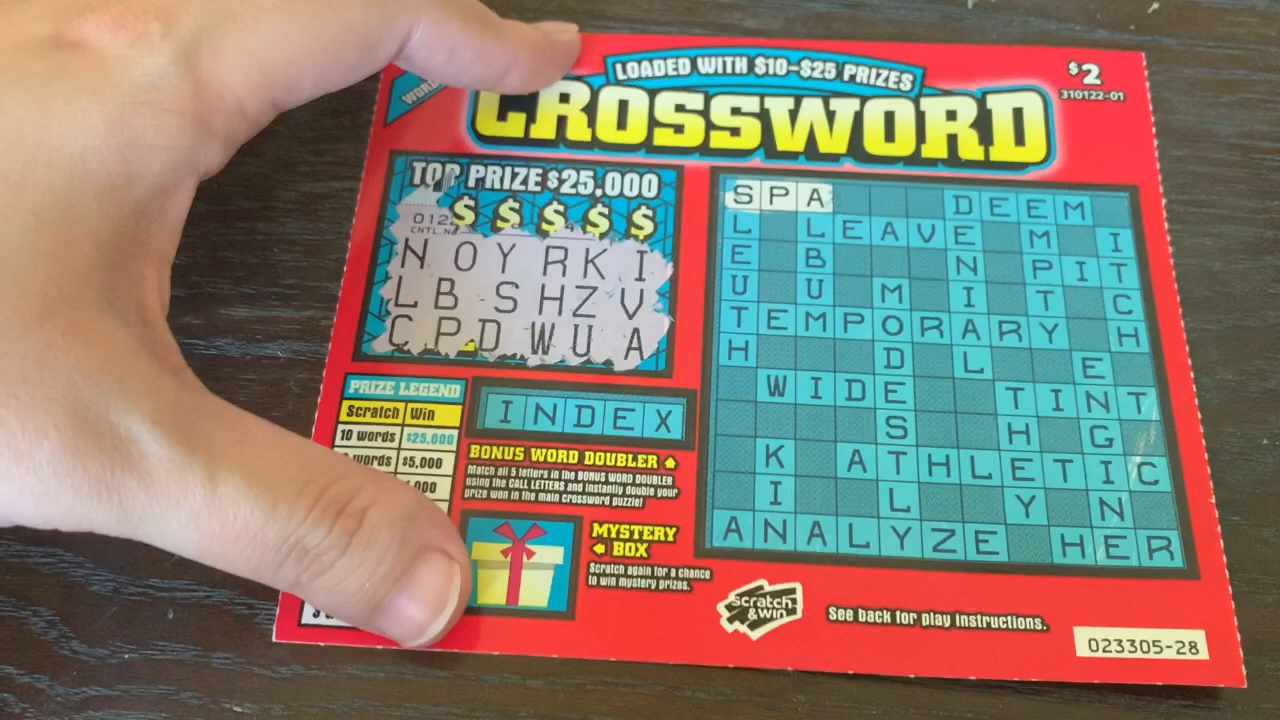 LOADED WITH $10-$25 PRIZES
$2
310122-01
CROSSWORD
TOP PRIZE $25,000
$ $ $ $ $
CNTL.
N O Y R K I
L B S H Z V
C P D W U A
PRIZE LEGEND
Scratch Win
10 words $25,000
words $5,000
INDEX
BONUS WORD DOUBLER
Match all 5 letters in the BONUS WORD DOUBLER
using the CALL LETTERS and instantly double your
prize won in the main crossword puzzle!
MYSTERY
BOX
Scratch again for a chance
to win mystery prizes.
SPA DEEM
L LEAVE M I
E B N PIT
U U M I T C
TEMPORARY H
H D L E
WIDE TINT
S H G
K ATHLETIC
I L Y N
ANALYZE HER
Scratch
& Win
See back for play instructions.
023305-28